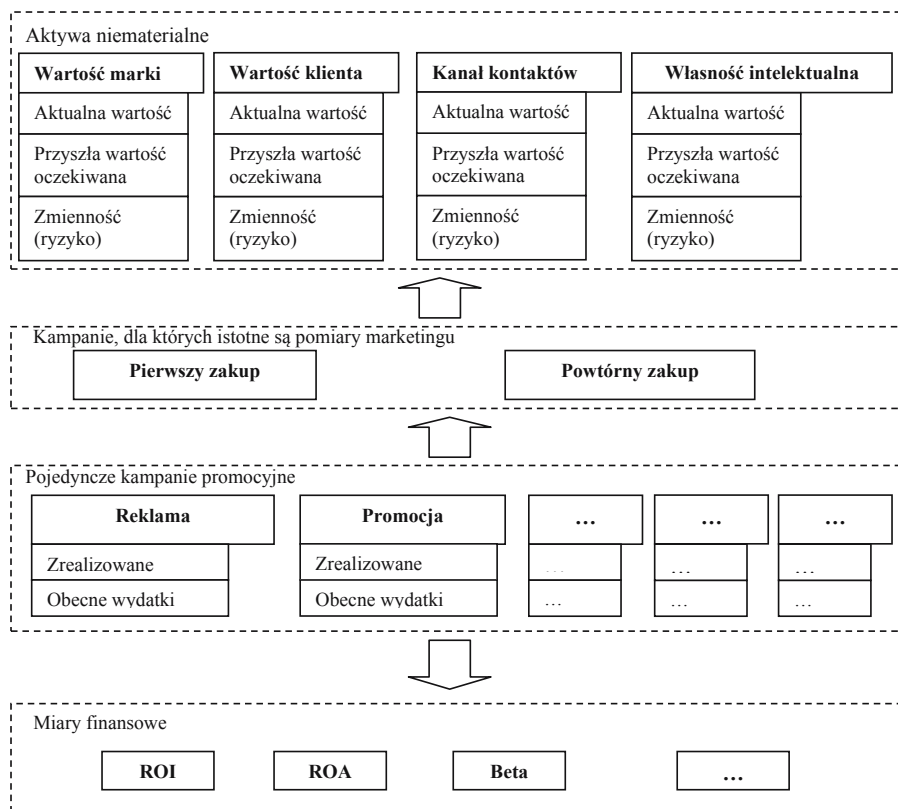 Aktywa niematerialne
Wartość marki
Aktualna wartość
Przyszła wartość
oczekiwana
Zmienność
(ryzyko)
Wartość klienta
Aktualna wartość
Przyszła wartość
oczekiwana
Zmienność
(ryzyko)
Kanał kontaktów
Aktualna wartość
Przyszła wartość
oczekiwana
Zmienność
(ryzyko)
Własność intelektualna
Aktualna wartość
Przyszła wartość
oczekiwana
Zmienność
(ryzyko)
Kampanie, dla których istotne są pomiary marketingu
Pierwszy zakup
Powtórny zakup
Pojedyncze kampanie promocyjne
Reklama
Zrealizowane
Obecne wydatki
Promocja
Zrealizowane
Obecne wydatki
…
…
…
…
…
…
…
…
…
Miary finansowe
ROI
ROA
Beta
…